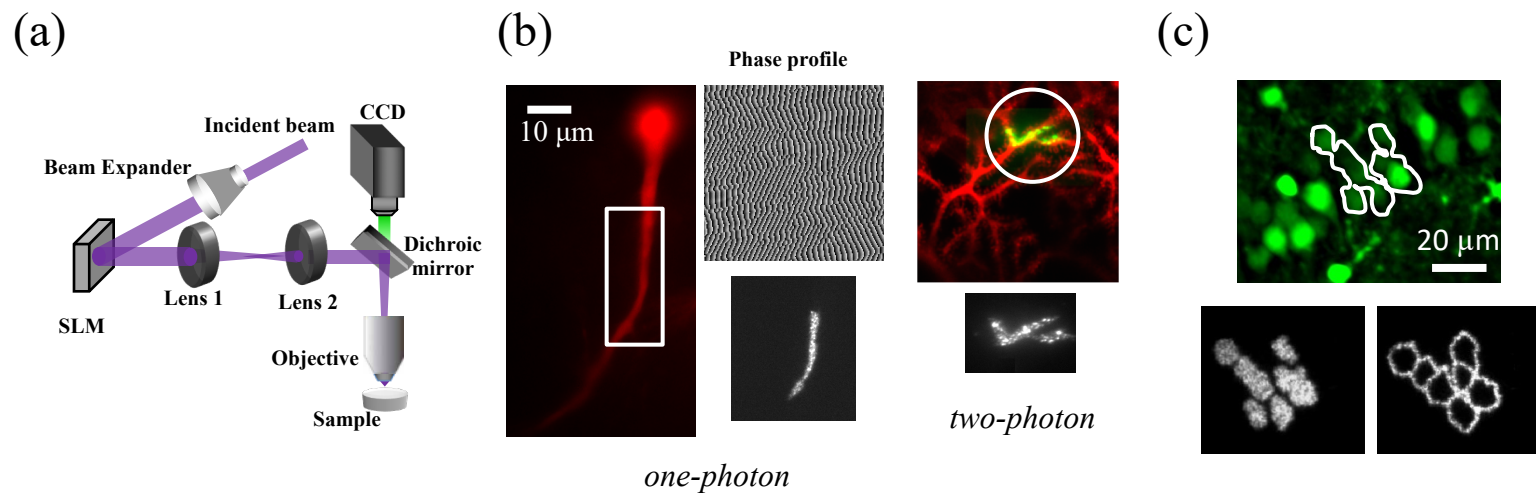 (a)
Incident beam
CCD
Beam Expander
Dichroic
mirror
Lens 1
Lens 2
SLM
Objective
Sample
(b)
Phase profile
10 μm
one-photon
two-photon
(c)
20 μm